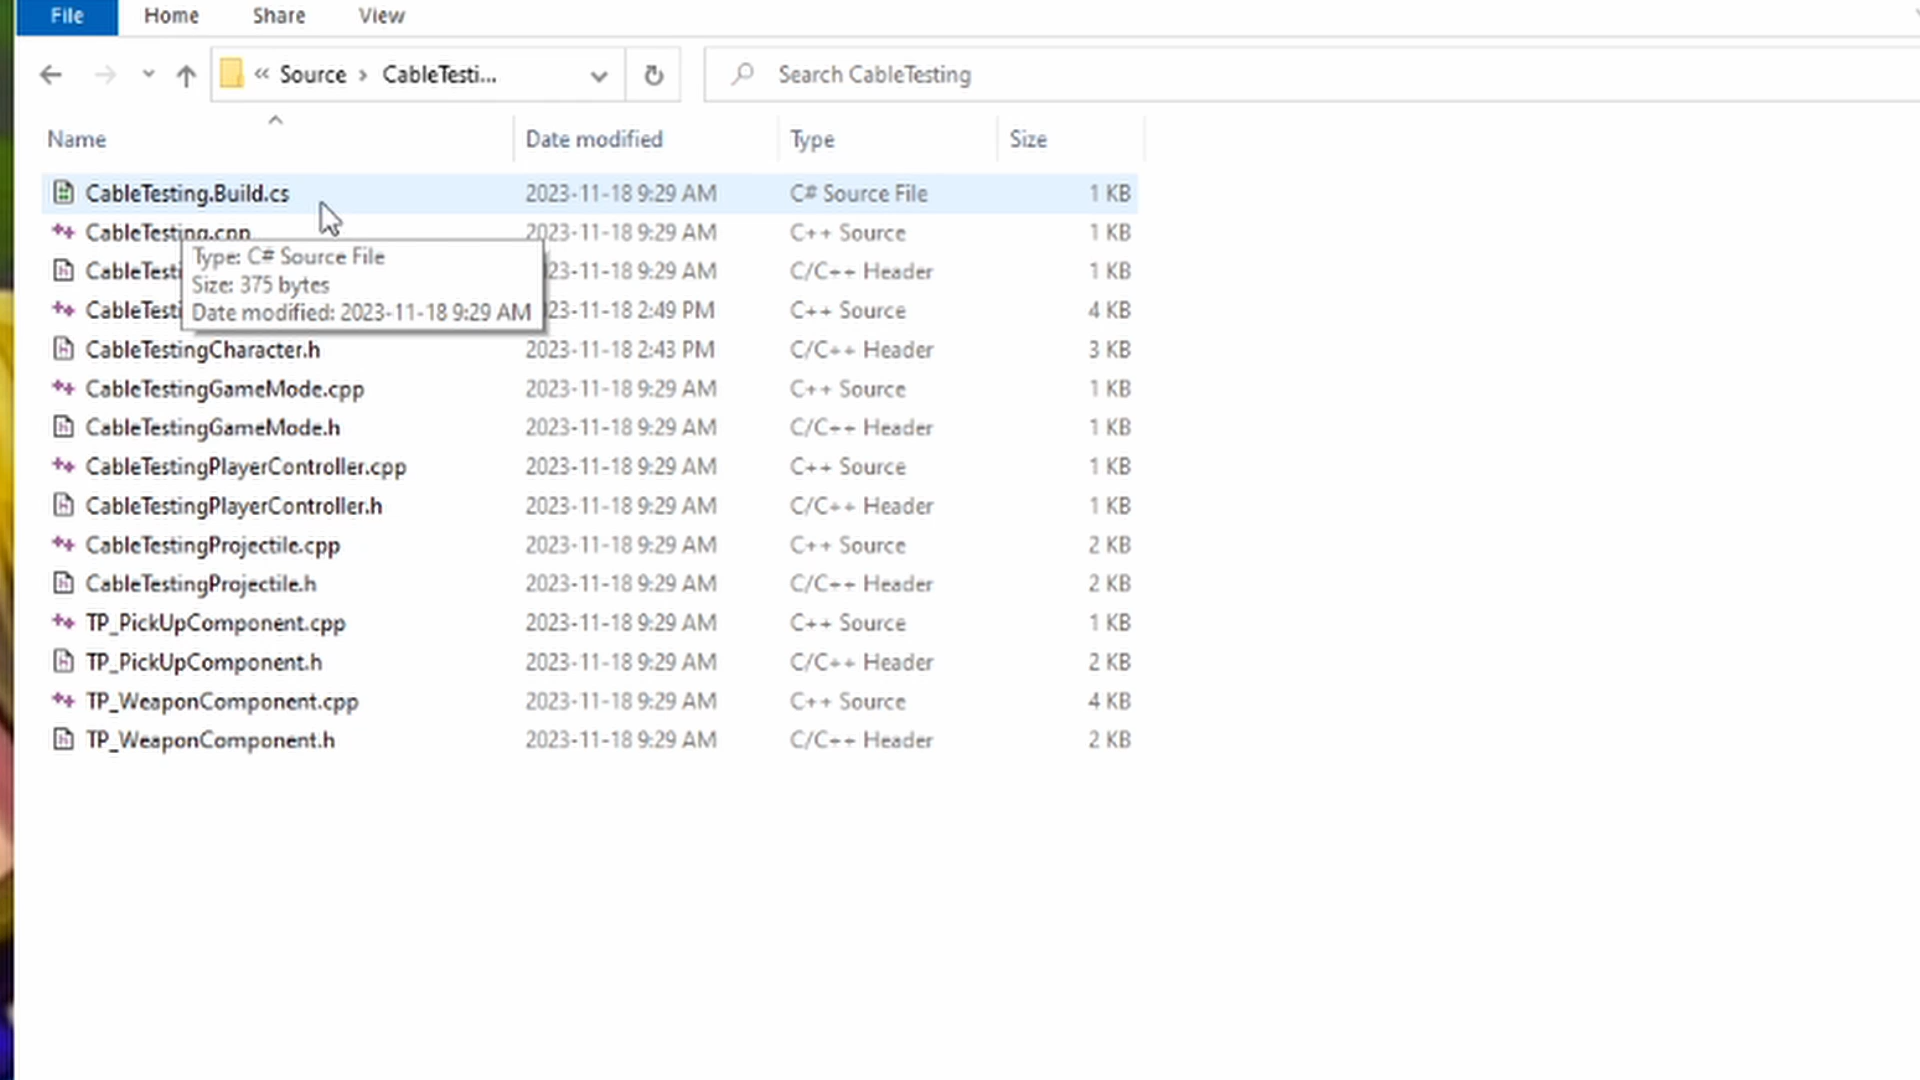 File Home Share View
« Source › CableTesti... Search CableTesting
Name Date modified Type Size
CableTesting.Build.cs 2023-11-18 9:29 AM C# Source File 1 KB
CableTesting.cpp 2023-11-18 9:29 AM C++ Source 1 KB
Type: C# Source File
Size: 375 bytes
Date modified: 2023-11-18 9:29 AM
CableTesti 23-11-18 9:29 AM C/C++ Header 1 KB
CableTesti 23-11-18 2:49 PM C++ Source 4 KB
CableTestingCharacter.h 2023-11-18 2:43 PM C/C++ Header 3 KB
CableTestingGameMode.cpp 2023-11-18 9:29 AM C++ Source 1 KB
CableTestingGameMode.h 2023-11-18 9:29 AM C/C++ Header 1 KB
CableTestingPlayerController.cpp 2023-11-18 9:29 AM C++ Source 1 KB
CableTestingPlayerController.h 2023-11-18 9:29 AM C/C++ Header 1 KB
CableTestingProjectile.cpp 2023-11-18 9:29 AM C++ Source 2 KB
CableTestingProjectile.h 2023-11-18 9:29 AM C/C++ Header 2 KB
TP_PickUpComponent.cpp 2023-11-18 9:29 AM C++ Source 1 KB
TP_PickUpComponent.h 2023-11-18 9:29 AM C/C++ Header 2 KB
TP_WeaponComponent.cpp 2023-11-18 9:29 AM C++ Source 4 KB
TP_WeaponComponent.h 2023-11-18 9:29 AM C/C++ Header 2 KB